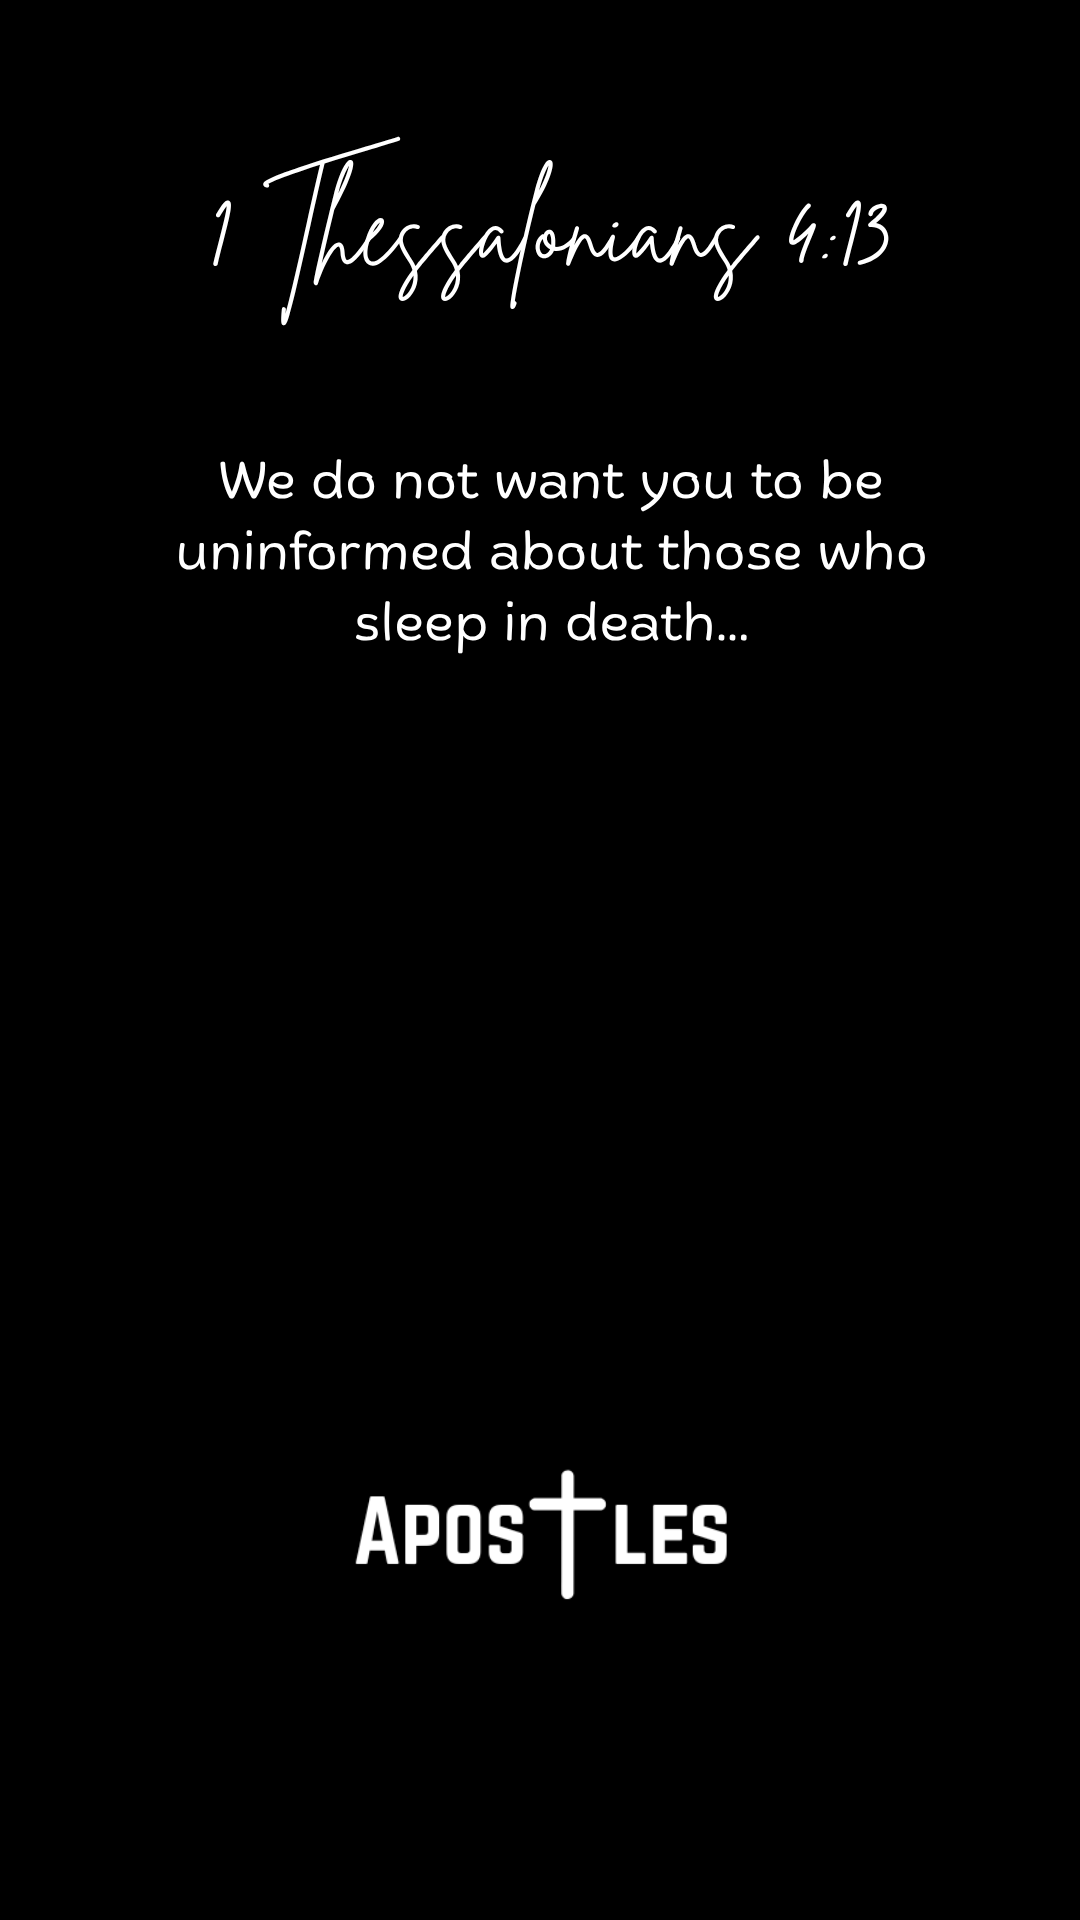 1 Thessalonians 4:13
We do not want you to be
uninformed about those who
sleep in death...
APOSTLES